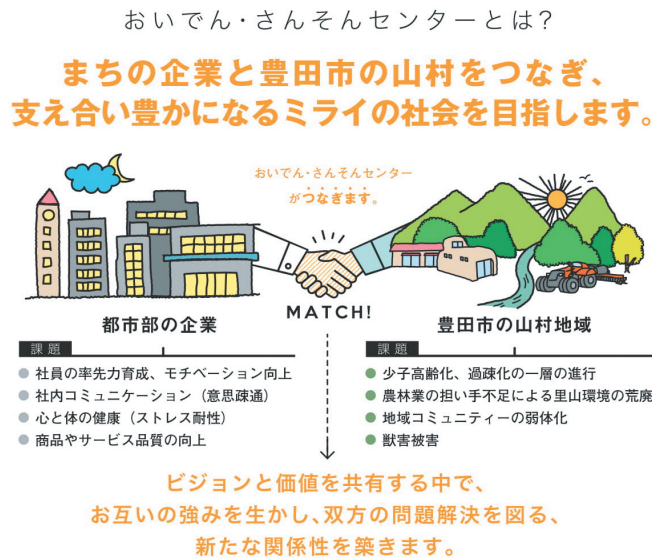 おいでん・さんそんセンターとは？
まちの企業と豊田市の山村をつなぎ、
支え合い豊かになるミライの社会を目指します。
おいでん・さんそんセンター
がつなぎます。
MATCH!
都市部の企業
課題
社員の率先力育成、モチベーション向上
社内コミュニケーション（意思疎通）
心と体の健康（ストレス耐性）
商品やサービス品質の向上
豊田市の山村地域
課題
少子高齢化、過疎化の一層の進行
農林業の担い手不足による里山環境の荒廃
地域コミュニティーの弱体化
獣害被害
ビジョンと価値を共有する中で、
お互いの強みを生かし、双方の問題解決を図る、
新たな関係性を築きます。